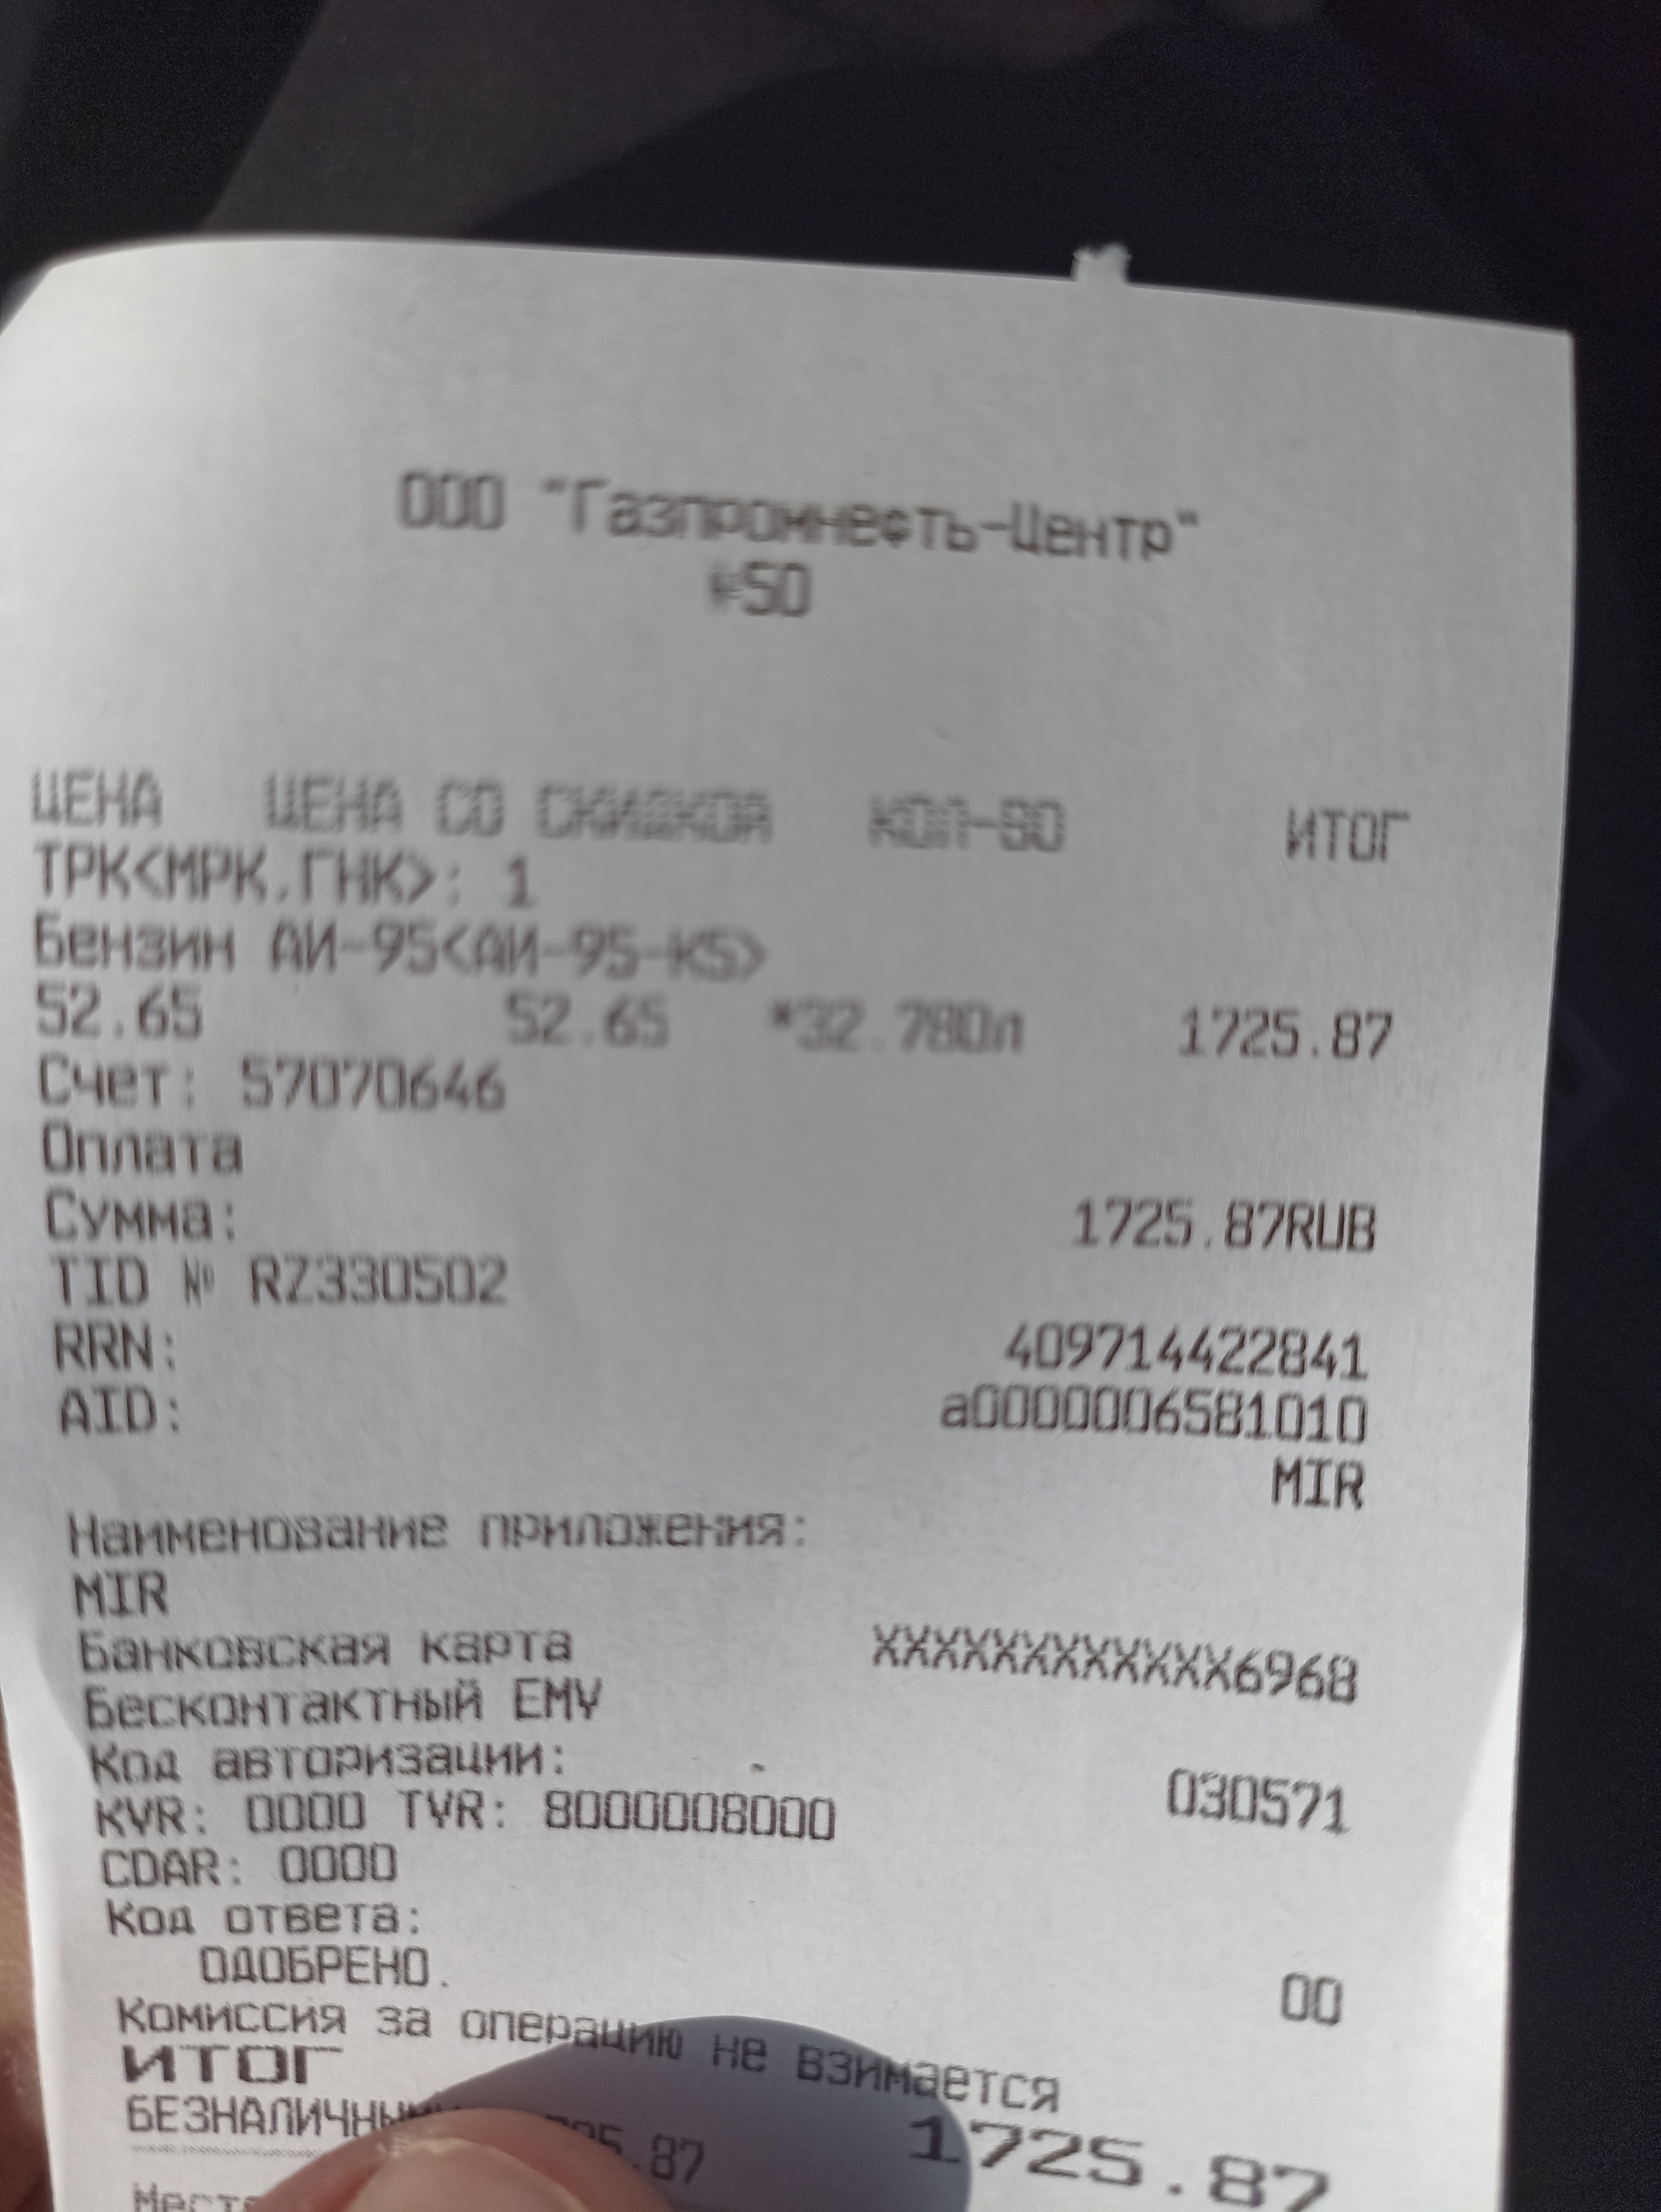 ООО "Газпромнефть-Центр"
№50
ЦЕНА ЦЕНА СО СКИДКОЙ КОЛ-ВО ИТОГ
ТРК<МРК.ГНК>: 1
Бензин АИ-95<АИ-95-К5>
52.65 52.65 *32.780л 1725.87
Счет: 57070646
Оплата
Сумма: 1725.87RUB
TID № RZ330502
RRN: 409714422841
AID: a0000006581010
MIR
Наименование приложения:
MIR
Банковская карта XXXXXXXXXXXX6968
Бесконтактный EMV
Код авторизации: 030571
KVR: 0000 TVR: 8000008000
CDAR: 0000
Код ответа: 00
ОДОБРЕНО.
Комиссия за операцию не взимается
ИТОГ 1725.87